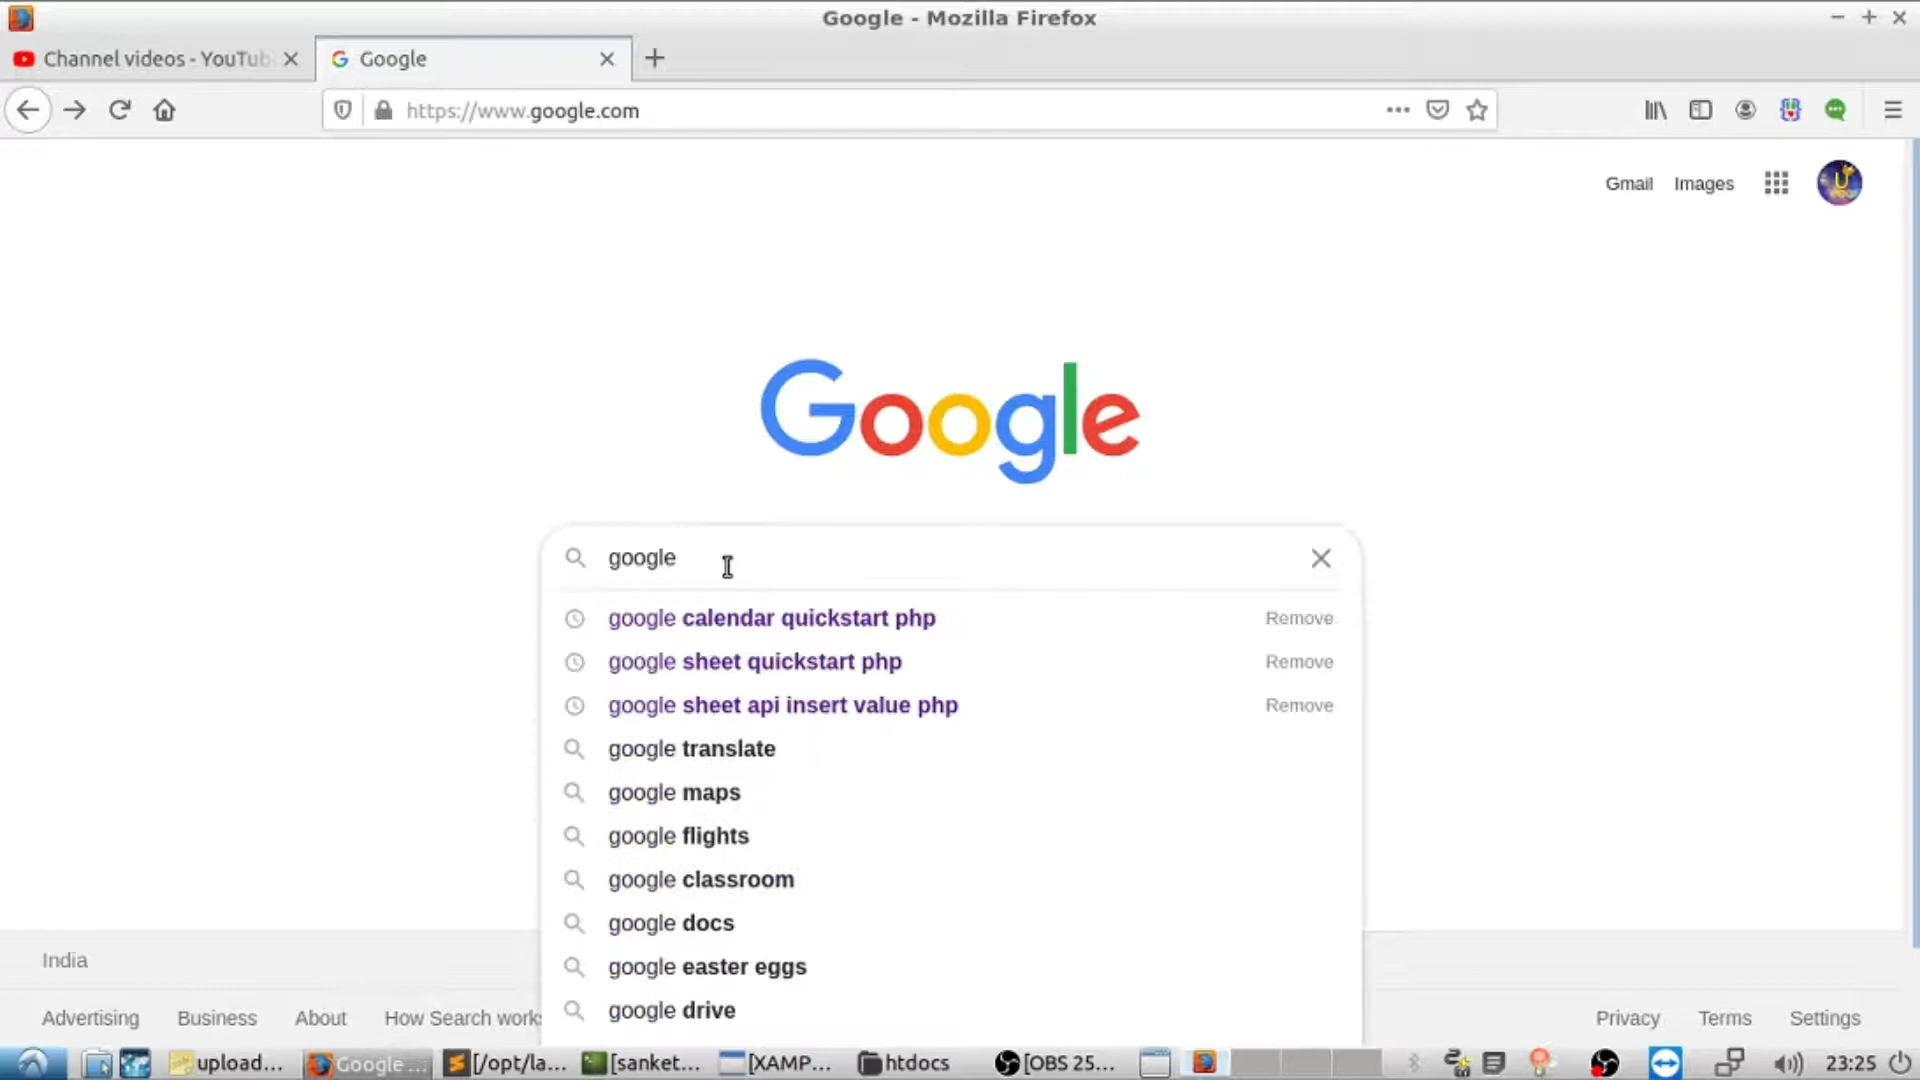 Google - Mozilla Firefox
Channel videos - YouTub
Google
https://www.google.com
Gmail Images
U
Google
google
google calendar quickstart php Remove
google sheet quickstart php Remove
google sheet api insert value php Remove
google translate
google maps
google flights
google classroom
google docs
google easter eggs
google drive
India
Advertising Business About How Search works Privacy Terms Settings
upload... Google ... [/opt/la... [sanket... [XAMP... htdocs [OBS 25... 23:25